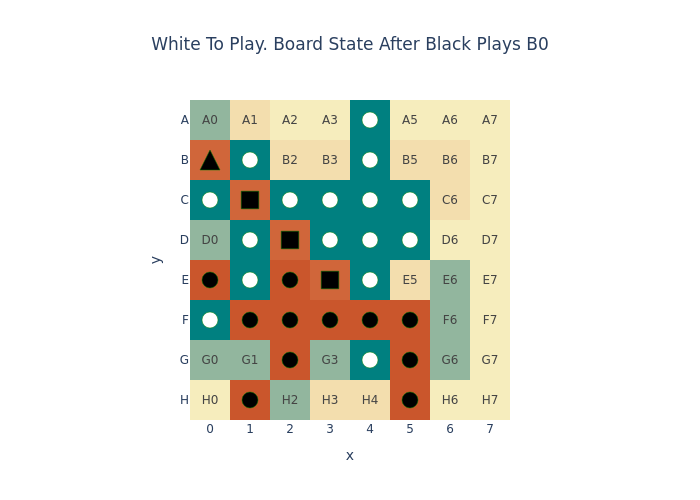 White To Play. Board State After Black Plays B0
A A0 A1 A2 A3 A5 A6 A7
B B2 B3 B5 B6 B7
C C6 C7
D D0 D6 D7
y
E E5 E6 E7
F F6 F7
G G0 G1 G3 G6 G7
H H0 H2 H3 H4 H6 H7
0 1 2 3 4 5 6 7
x